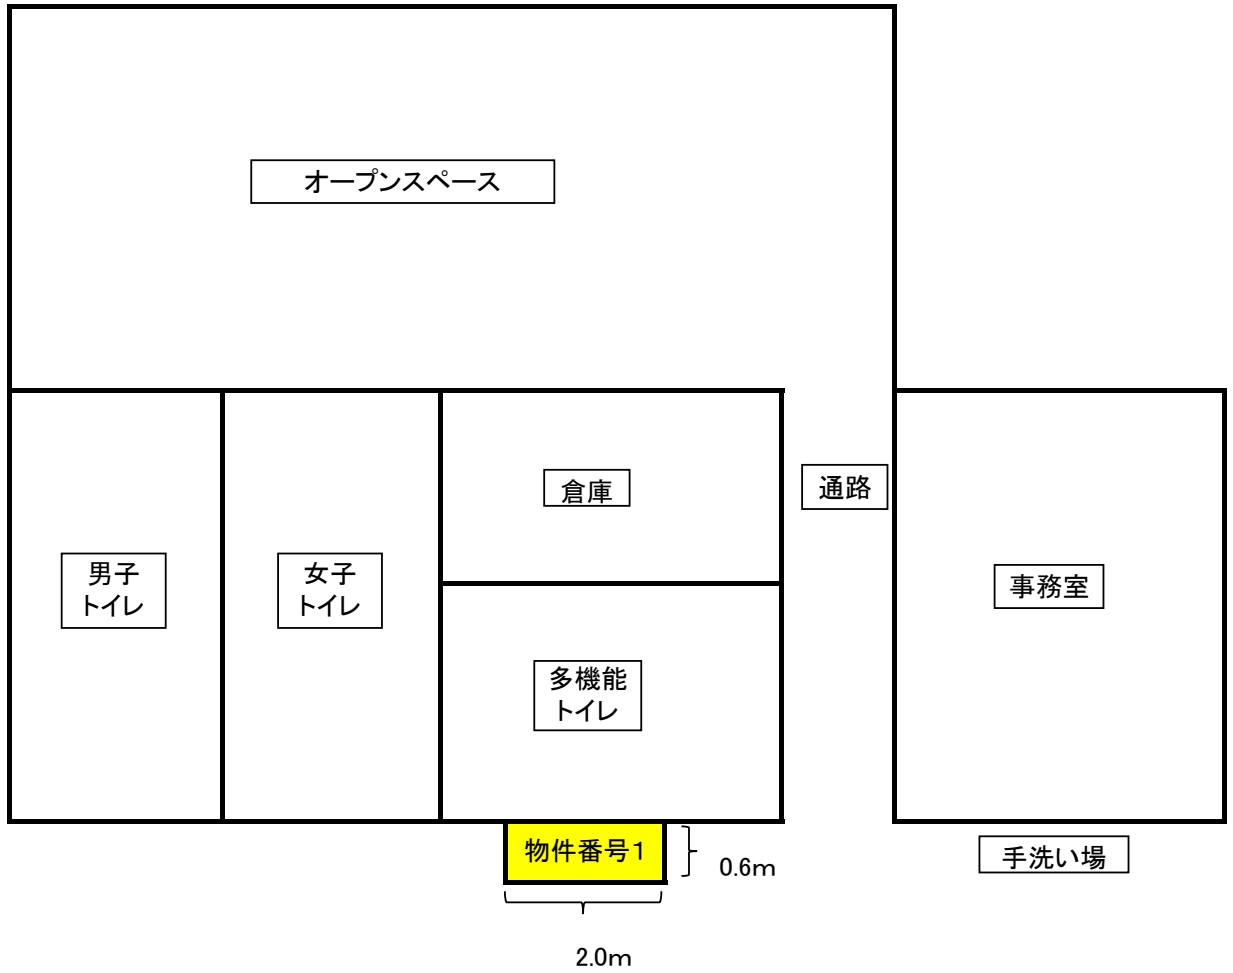 オープンスペース
倉庫
通路
男子
トイレ
女子
トイレ
事務室
多機能
トイレ
物件番号1
0.6m
手洗い場
2.0m